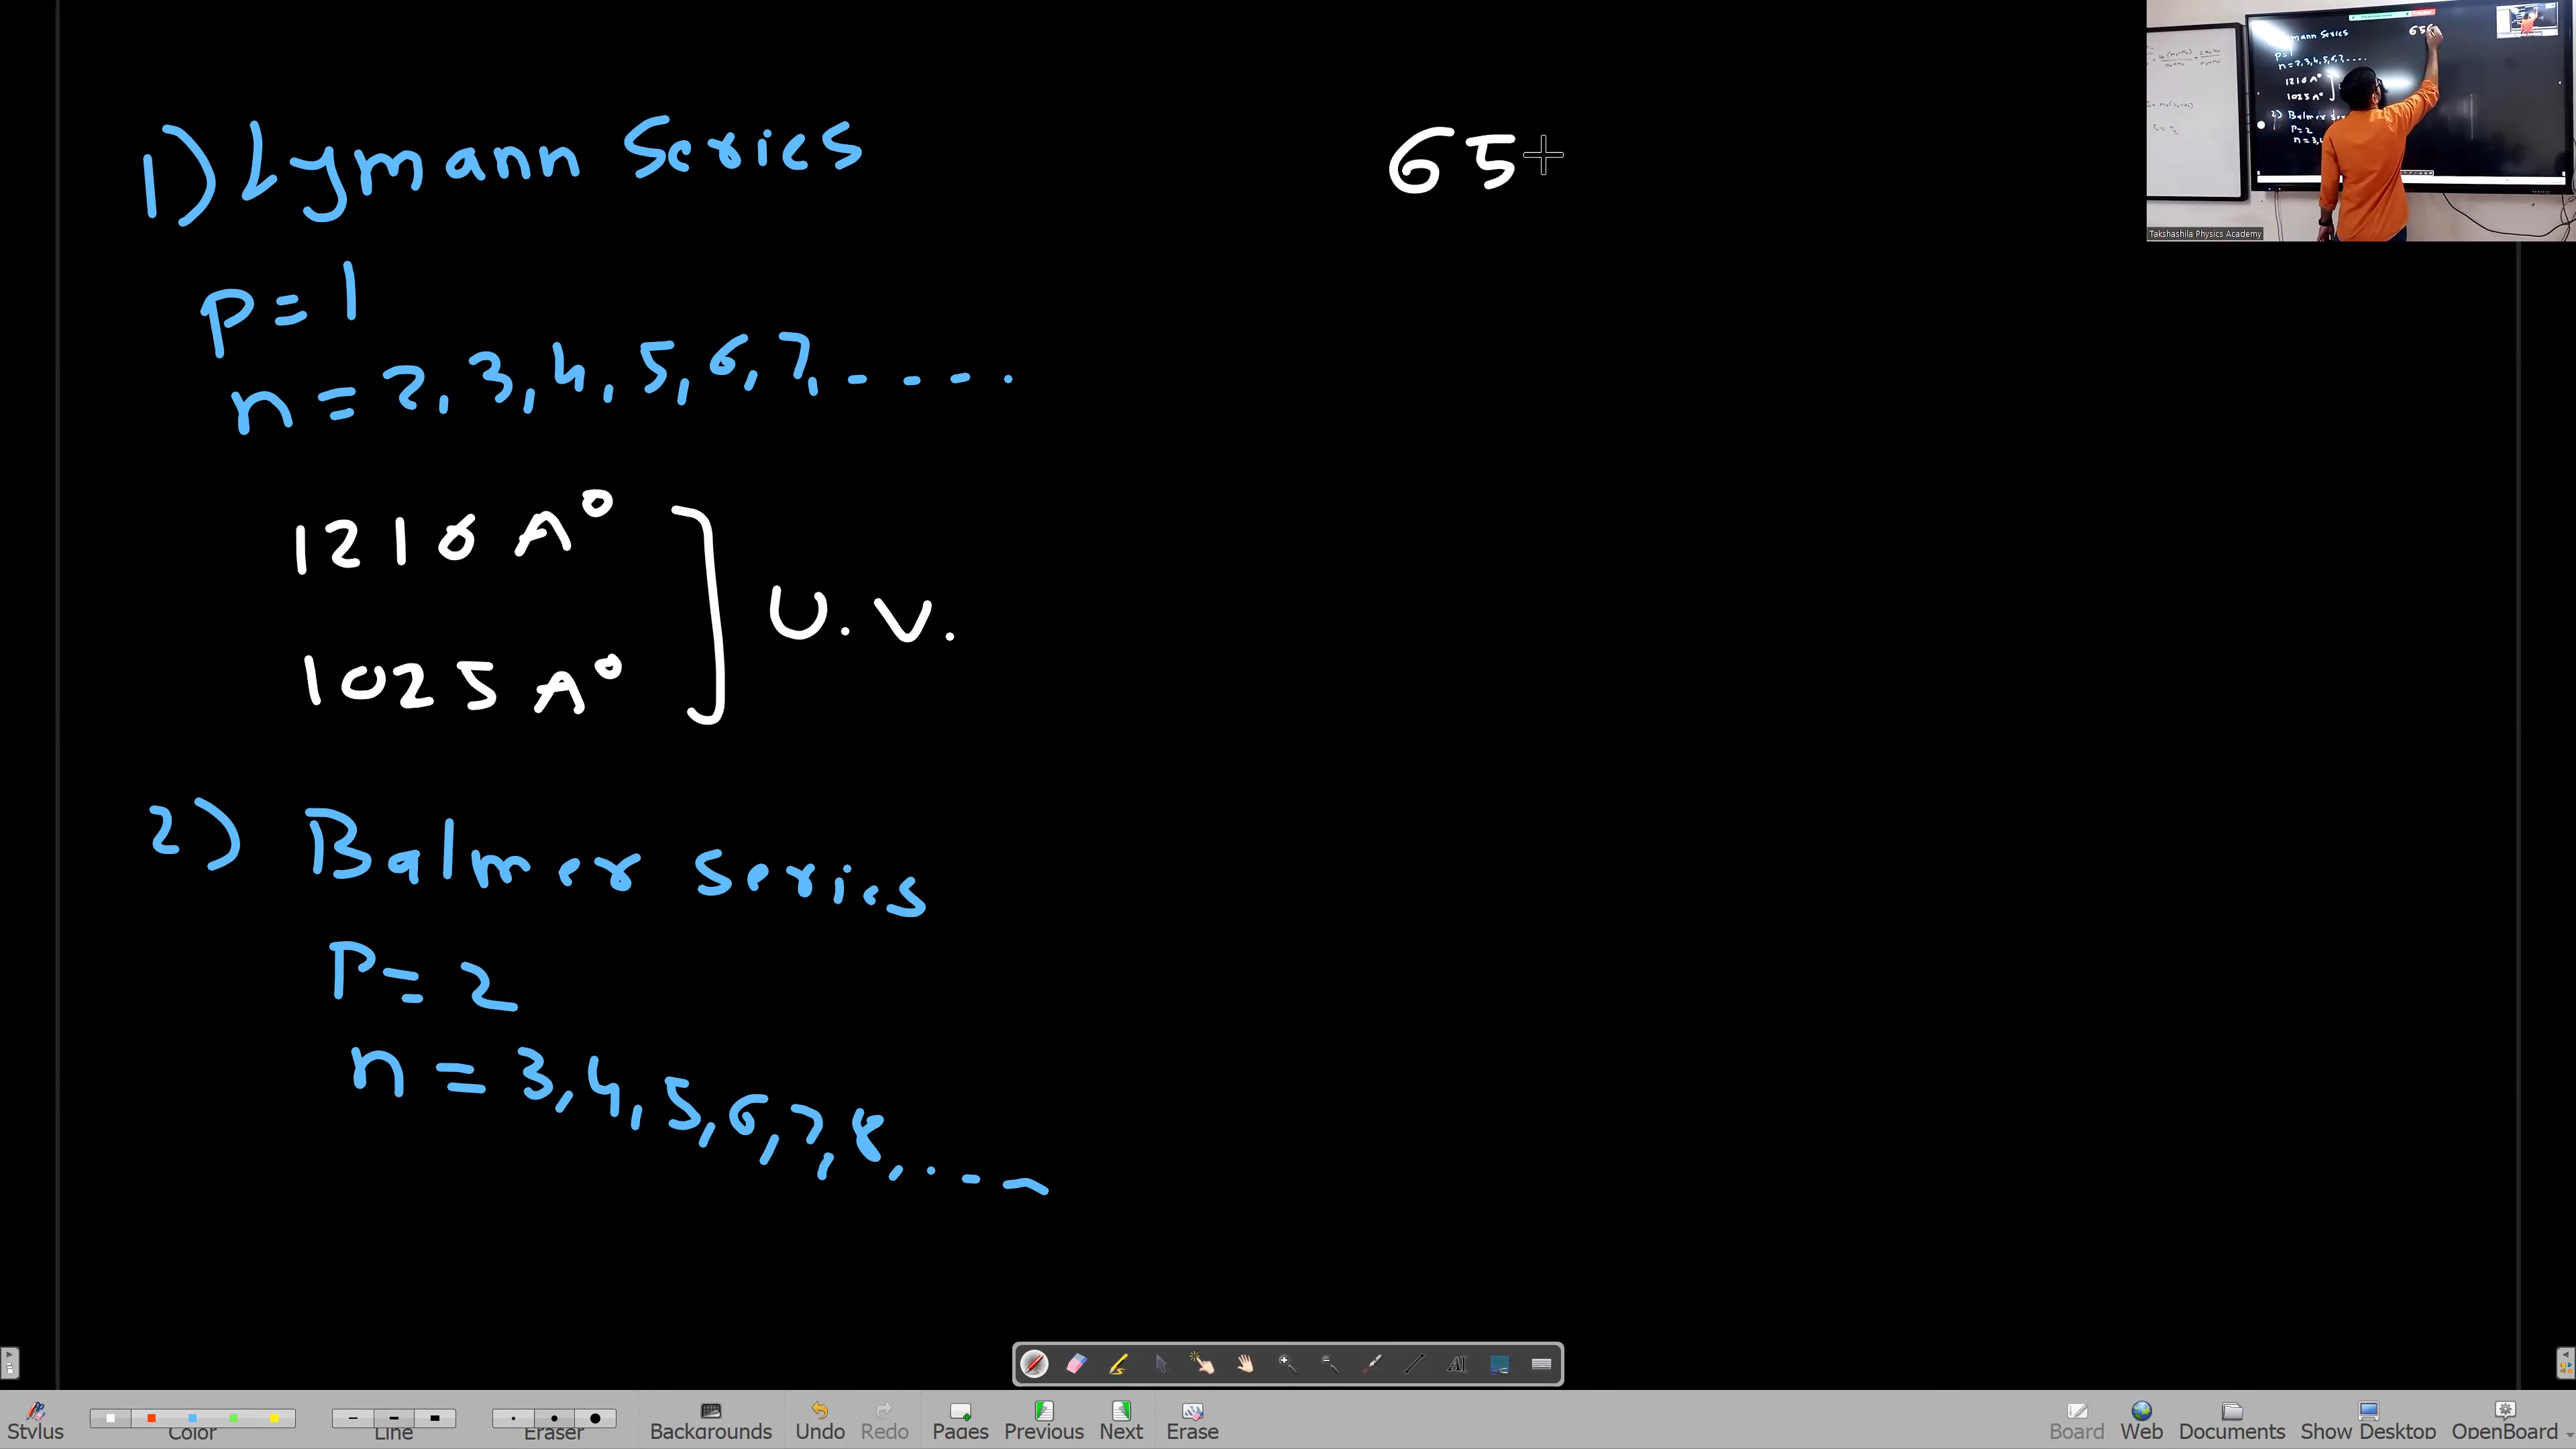 1) Lymann Series
P = 1
n = 2, 3, 4, 5, 6, 7, - - - .
1216 A°
1025 A°
] U.V.
2) Balmer series
P = 2
n = 3, 4, 5, 6, 7, 8, . - ~
65
Takshashila Physics Academy
Stylus
Color
Line
Eraser
Backgrounds
Undo
Redo
Pages
Previous
Next
Erase
Board
Web
Documents
Show Desktop
OpenBoard